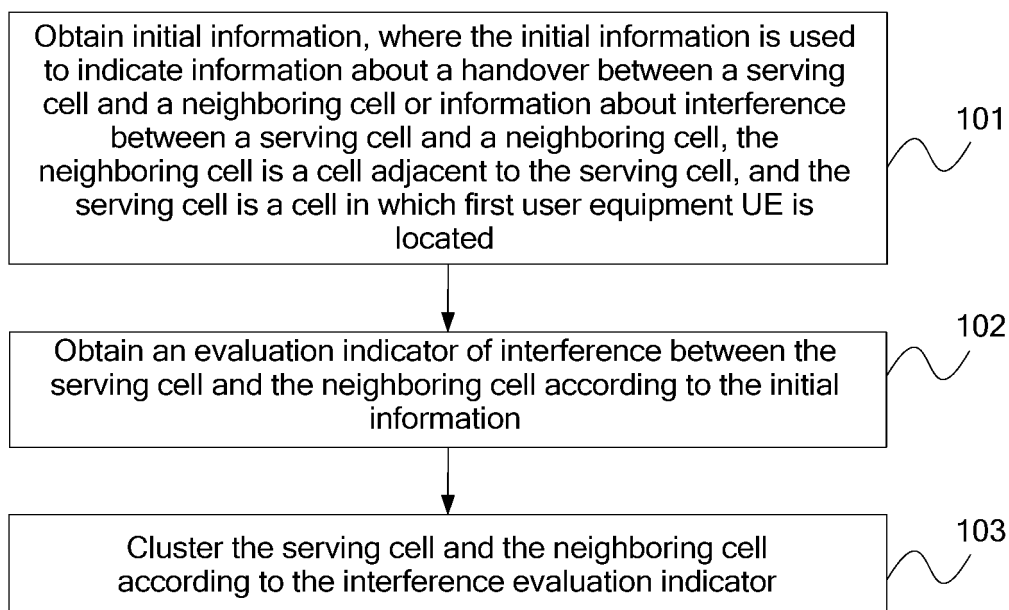 Obtain initial information, where the initial information is used
to indicate information about a handover between a serving
cell and a neighboring cell or information about interference
between a serving cell and a neighboring cell, the
neighboring cell is a cell adjacent to the serving cell, and the
serving cell is a cell in which first user equipment UE is
located
101
Obtain an evaluation indicator of interference between the
serving cell and the neighboring cell according to the initial
information
102
Cluster the serving cell and the neighboring cell
according to the interference evaluation indicator
103